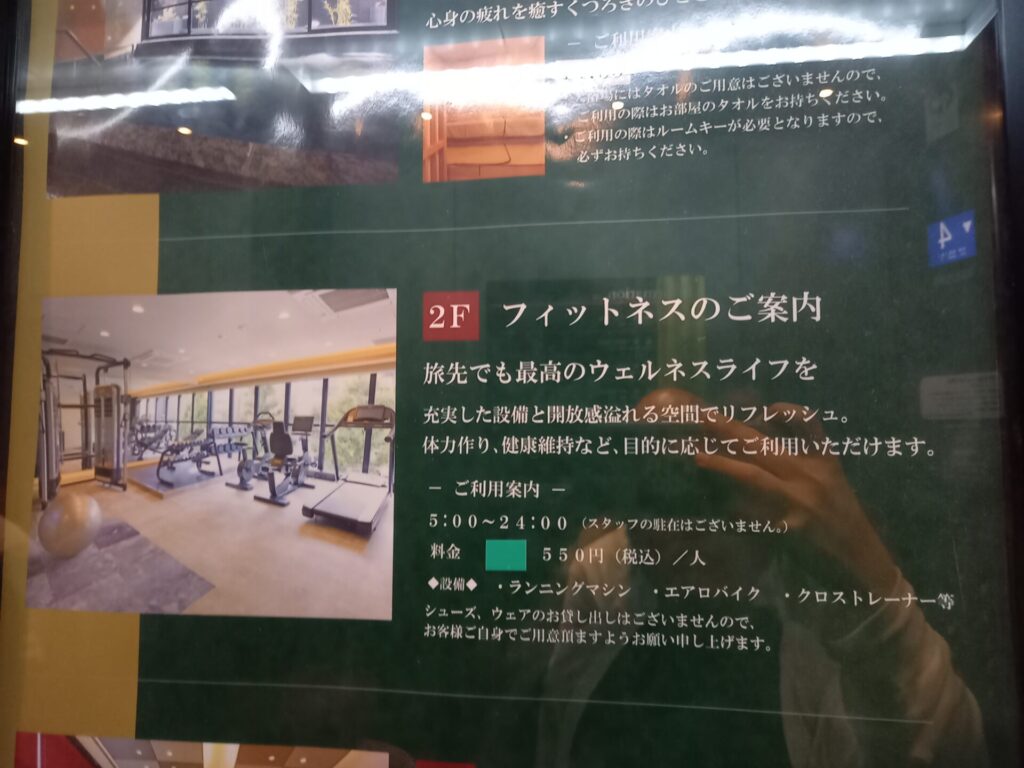 心身の疲れを癒すくつろぎのひと
― ご利用案内
にはタオルのご用意はございませんので、
ご利用の際はお部屋のタオルをお持ちください。
・ご利用の際はルームキーが必要となりますので、
必ずお持ちください。
4
2F フィットネスのご案内
旅先でも最高のウェルネスライフを
充実した設備と開放感溢れる空間でリフレッシュ。
体力作り、健康維持など、目的に応じてご利用いただけます。
― ご利用案内 ―
5:00～24:00（スタッフの駐在はございません。）
料金 550円（税込）／人
◆設備◆ ・ランニングマシン ・エアロバイク ・クロストレーナー等
シューズ、ウェアのお貸し出しはございませんので、
お客様ご自身でご用意頂ますようお願い申し上げます。